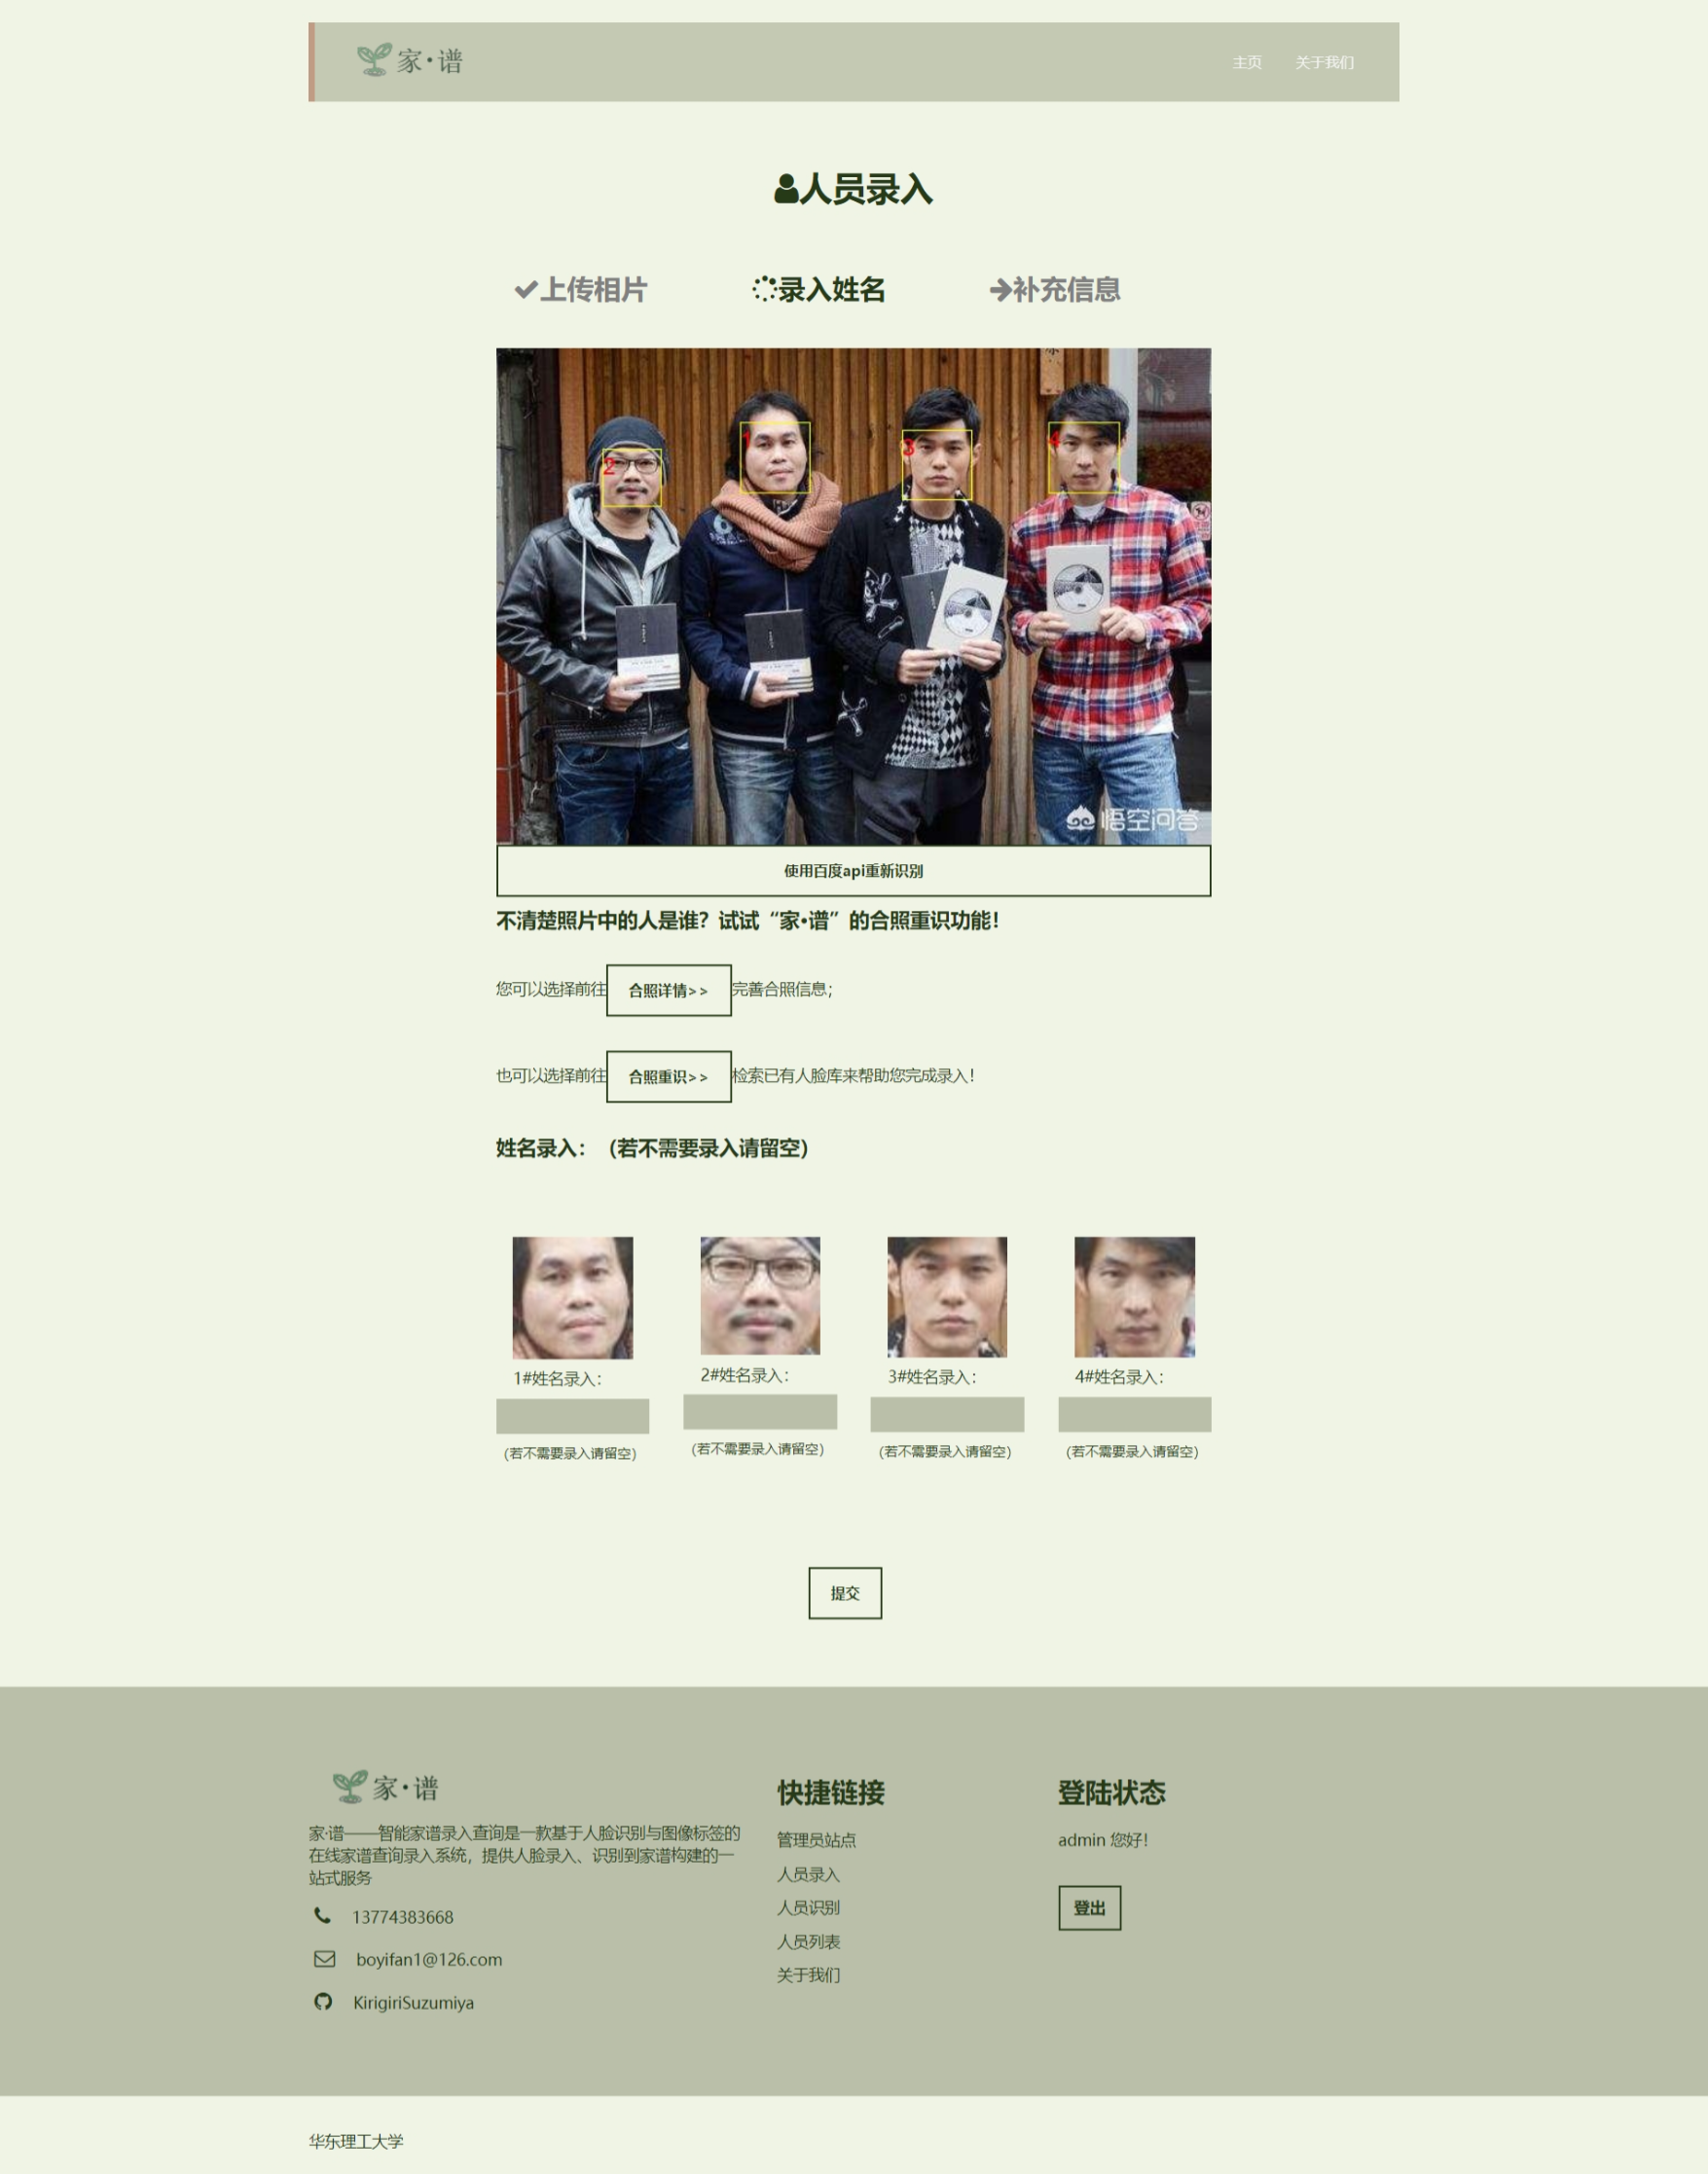 家·谱
主页 关于我们
人员录入
上传相片 录入姓名 补充信息
2 1 3 4
悟空问答
使用百度api重新识别
不清楚照片中的人是谁？试试“家•谱”的合照重识功能！
您可以选择前往 合照详情>> 完善合照信息；
也可以选择前往 合照重识>> 检索已有人脸库来帮助您完成录入！
姓名录入：（若不需要录入请留空）
1#姓名录入： 2#姓名录入： 3#姓名录入： 4#姓名录入：
（若不需要录入请留空） （若不需要录入请留空） （若不需要录入请留空） （若不需要录入请留空）
提交
家·谱
家·谱——智能家谱录入查询是一款基于人脸识别与图像标签的
在线家谱查询录入系统，提供人脸录入、识别到家谱构建的一
站式服务
13774383668
boyifan1@126.com
KirigiriSuzumiya
快捷链接
管理员站点
人员录入
人员识别
人员列表
关于我们
登陆状态
admin 您好！
登出
华东理工大学